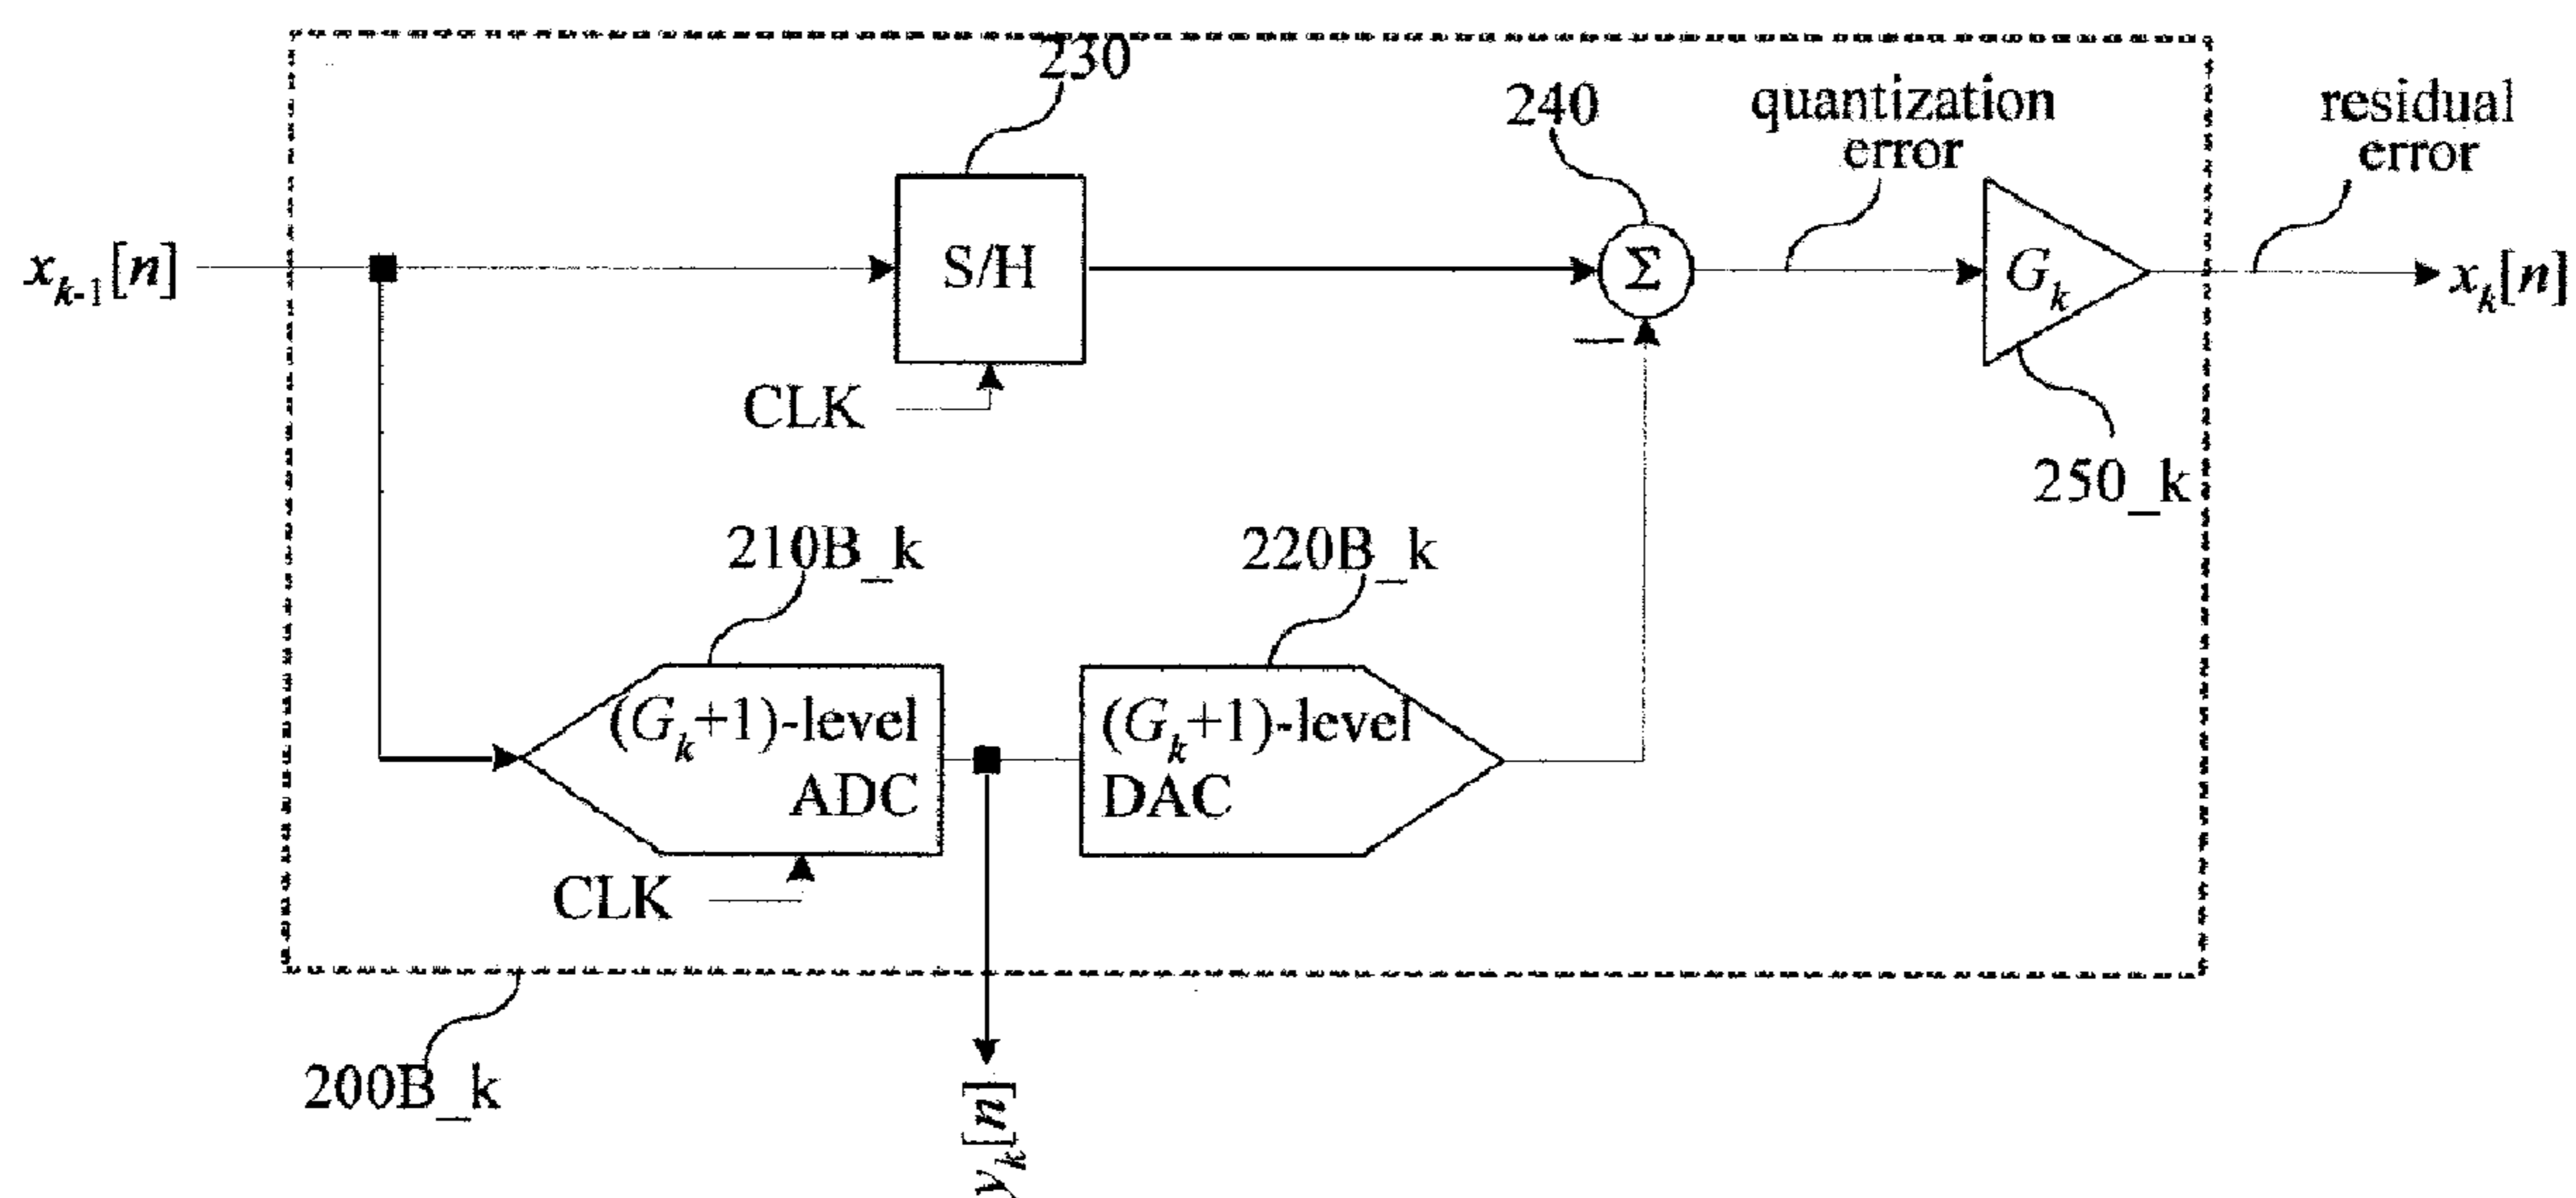 230
240
quantization
error
residual
error
x_{k-1}[n]
S/H
Σ
G_k
x_k[n]
CLK
–
250_k
210B_k
220B_k
(G_k+1)-level
ADC
(G_k+1)-level
DAC
CLK
200B_k
y_k[n]